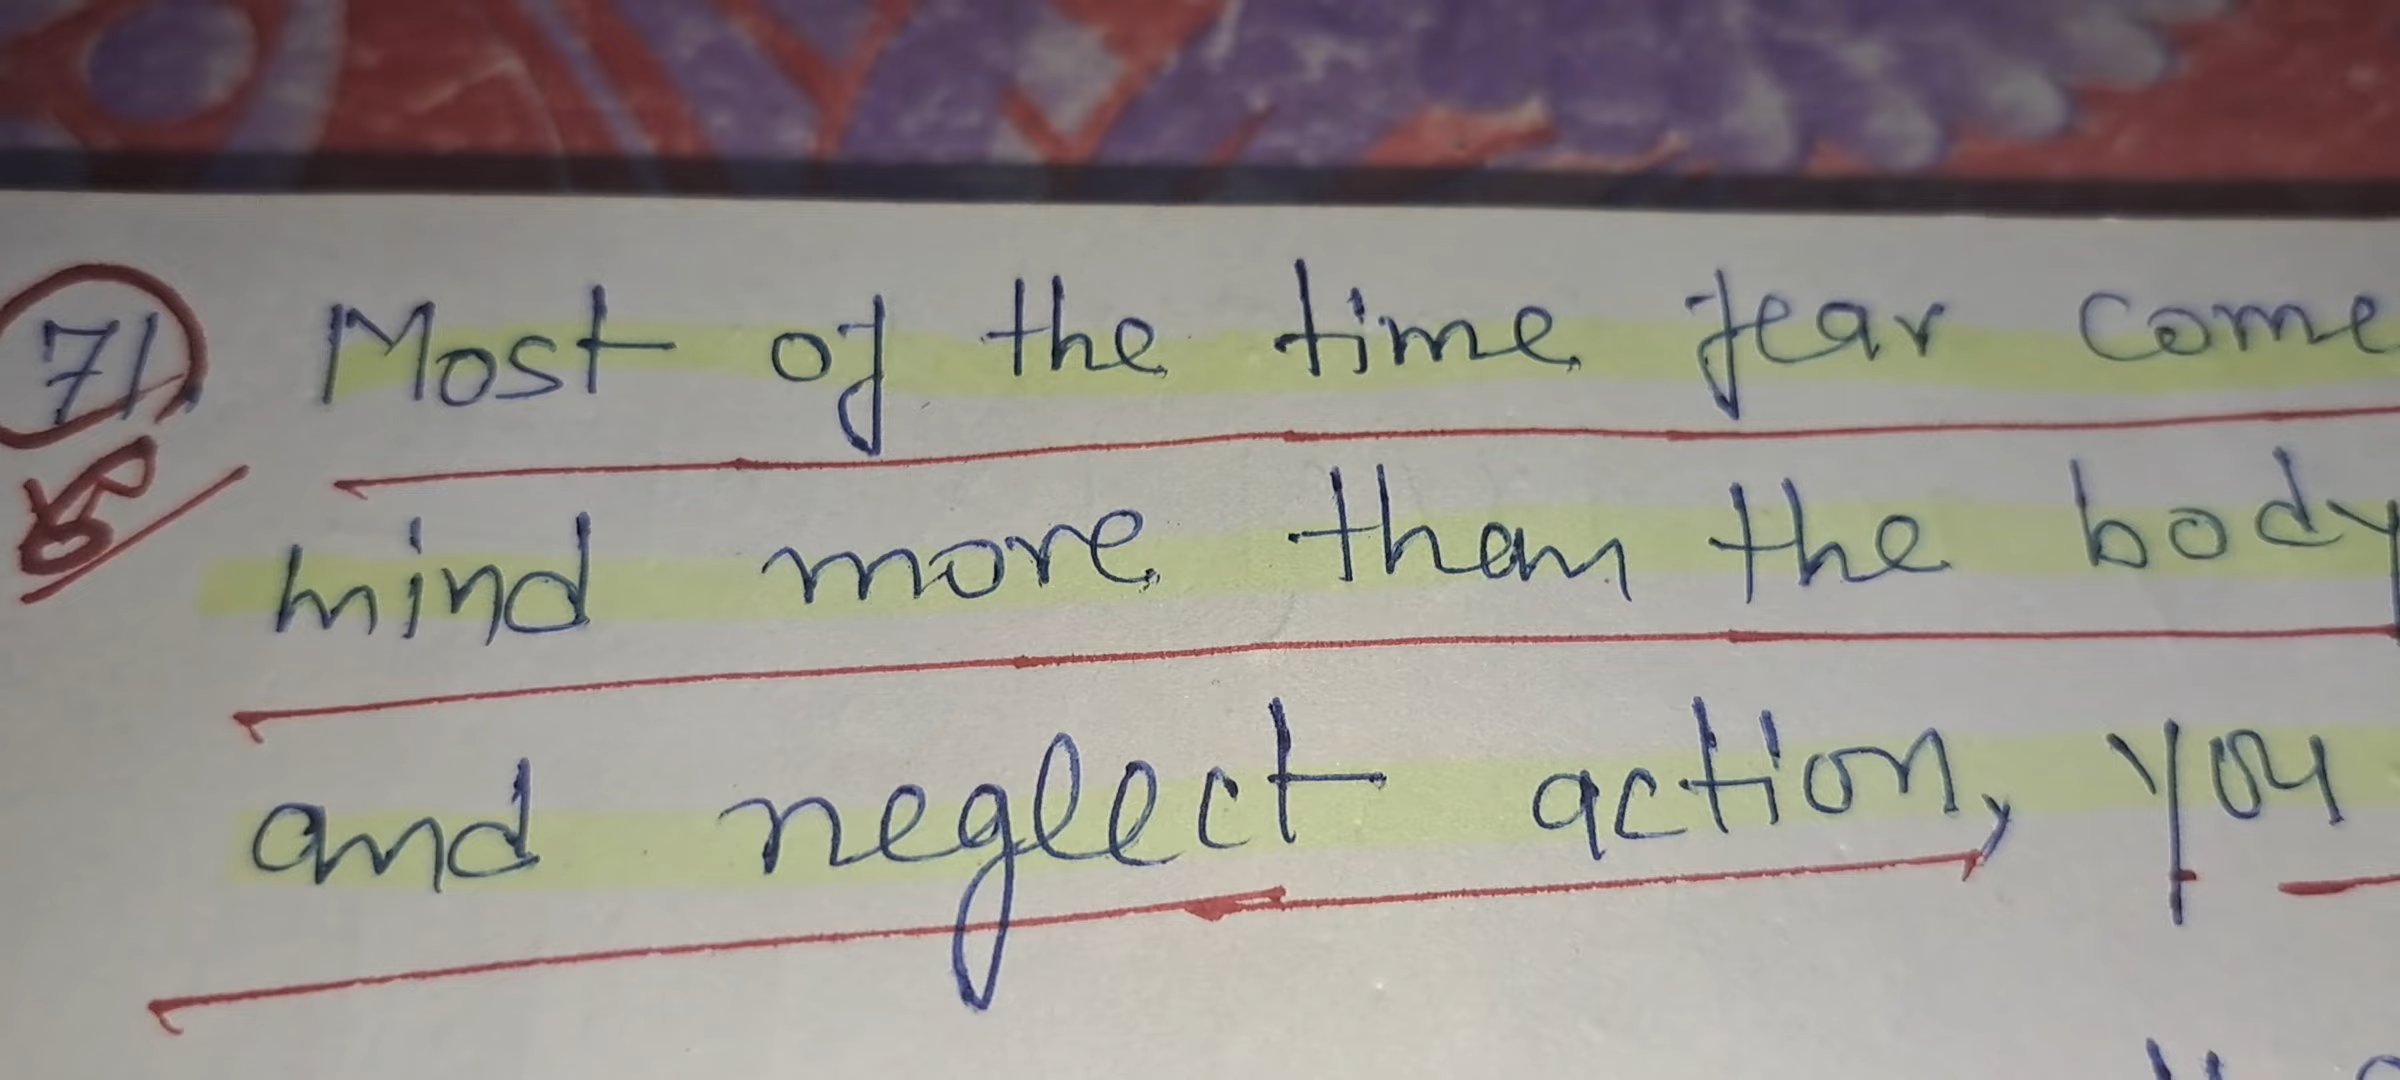 71. Most of the time fear come
mind more than the body
and neglect action, you